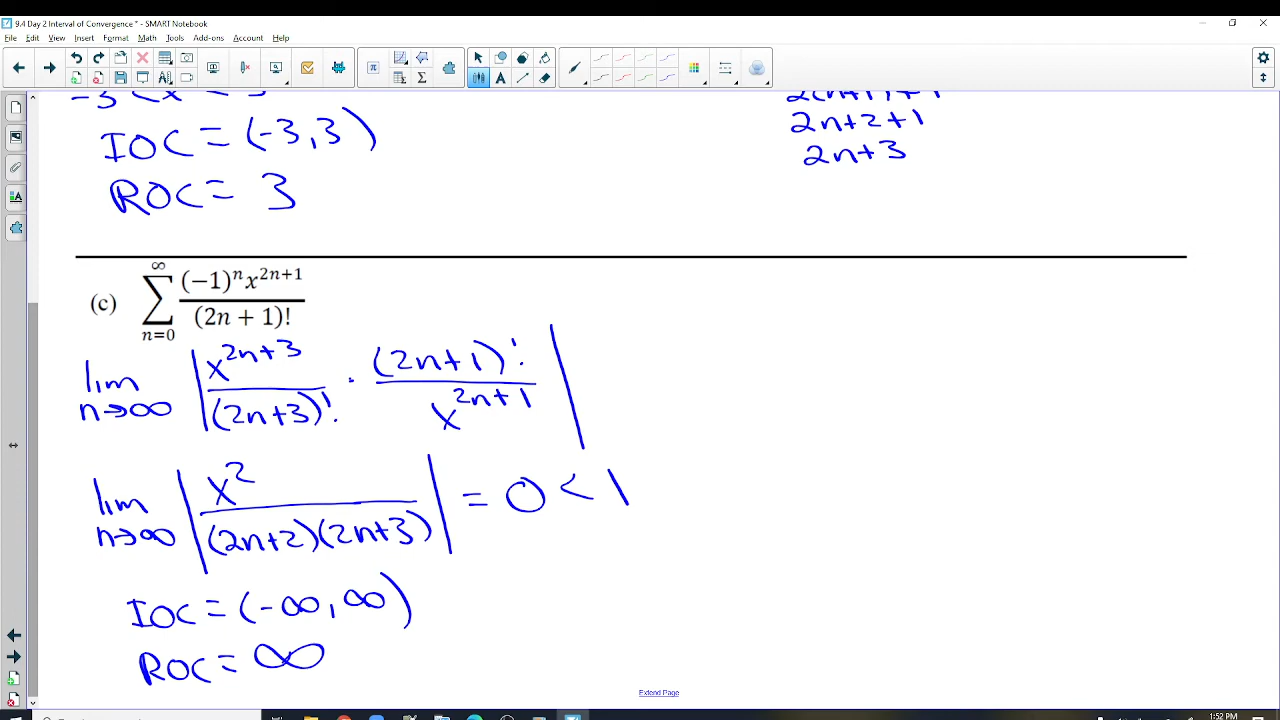 9.4 Day 2 Interval of Convergence * - SMART Notebook
File Edit View Insert Format Math Tools Add-ons Account Help
2(n+1)+1
2n+2+1
2n+3
IOC = (-3,3)
ROC = 3
(c) ∑_{n=0}^{∞} (−1)^n x^{2n+1} / (2n + 1)!
lim n→∞ | x^{2n+3} / (2n+3)! · (2n+1)! / x^{2n+1} |
lim n→∞ | x^2 / (2n+2)(2n+3) | = 0 < 1
IOC = (-∞, ∞)
ROC = ∞
Extend Page
1:52 PM